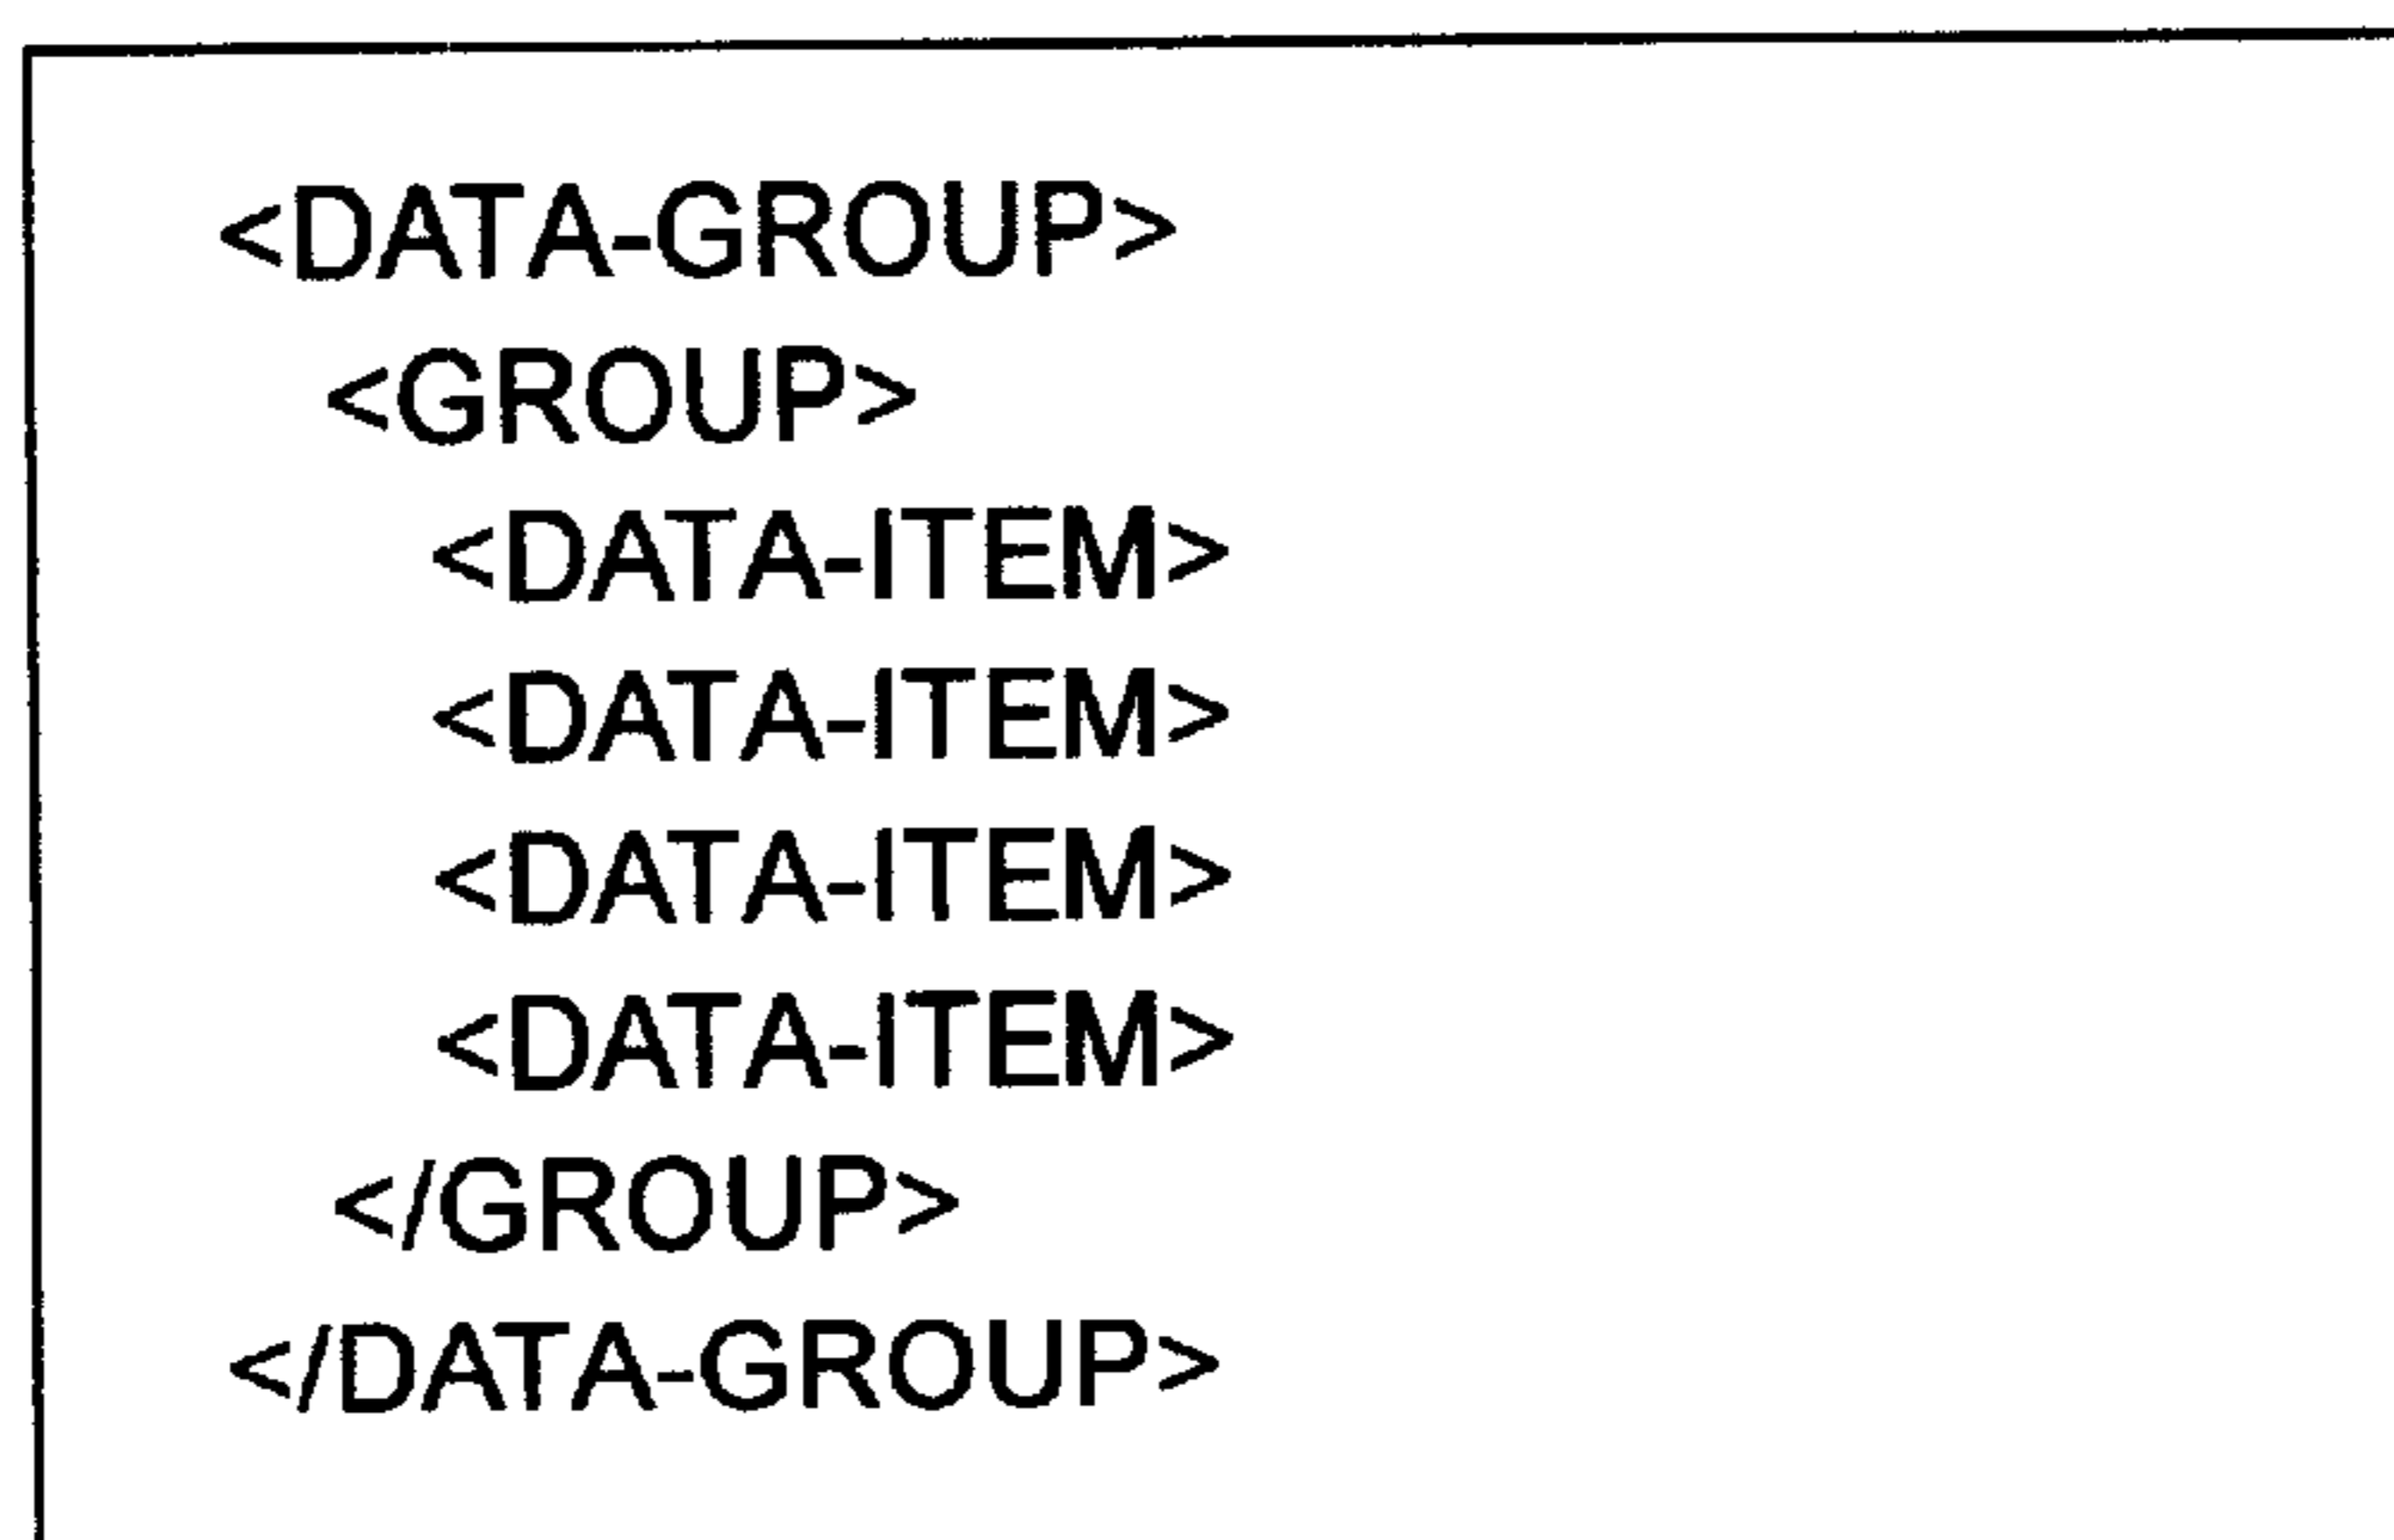 <DATA-GROUP>
<GROUP>
<DATA-ITEM>
<DATA-ITEM>
<DATA-ITEM>
<DATA-ITEM>
</GROUP>
</DATA-GROUP>